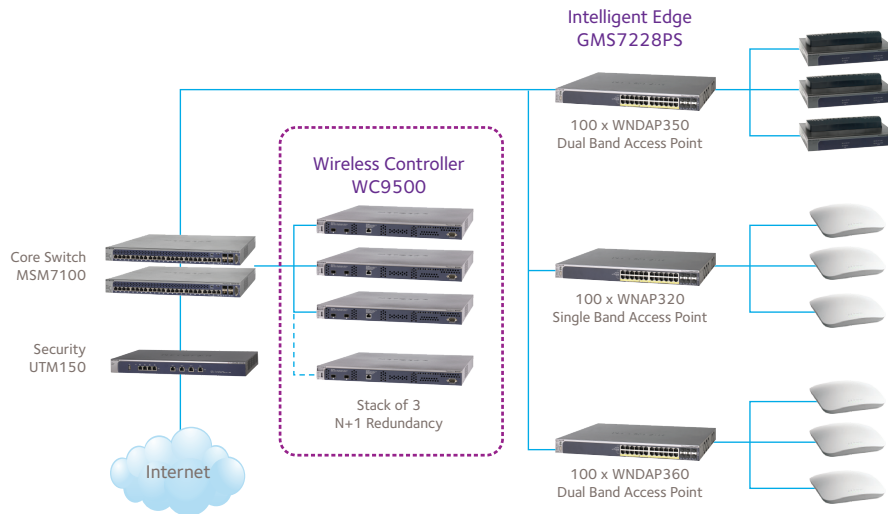 Intelligent Edge
GMS7228PS
100 x WNDAP350
Dual Band Access Point
Wireless Controller
WC9500
Core Switch
MSM7100
100 x WNAP320
Single Band Access Point
Security
UTM150
Stack of 3
N+1 Redundancy
Internet
100 x WNDAP360
Dual Band Access Point